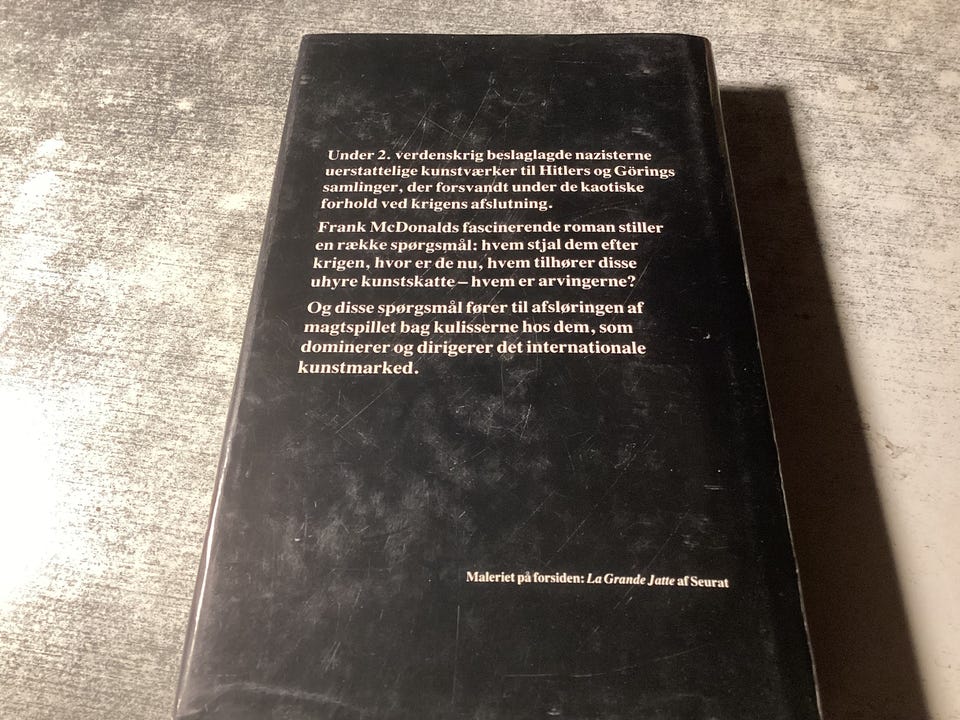 Under 2. verdenskrig beslaglagde nazisterne
uerstattelige kunstværker til Hitlers og Görings
samlinger, der forsvandt under de kaotiske
forhold ved krigens afslutning.
Frank McDonalds fascinerende roman stiller
en række spørgsmål: hvem stjal dem efter
krigen, hvor er de nu, hvem tilhører disse
uhyre kunstskatte – hvem er arvingerne?
Og disse spørgsmål fører til afsløringen af
magtspillet bag kulisserne hos dem, som
dominerer og dirigerer det internationale
kunstmarked.
Maleriet på forsiden: La Grande Jatte af Seurat